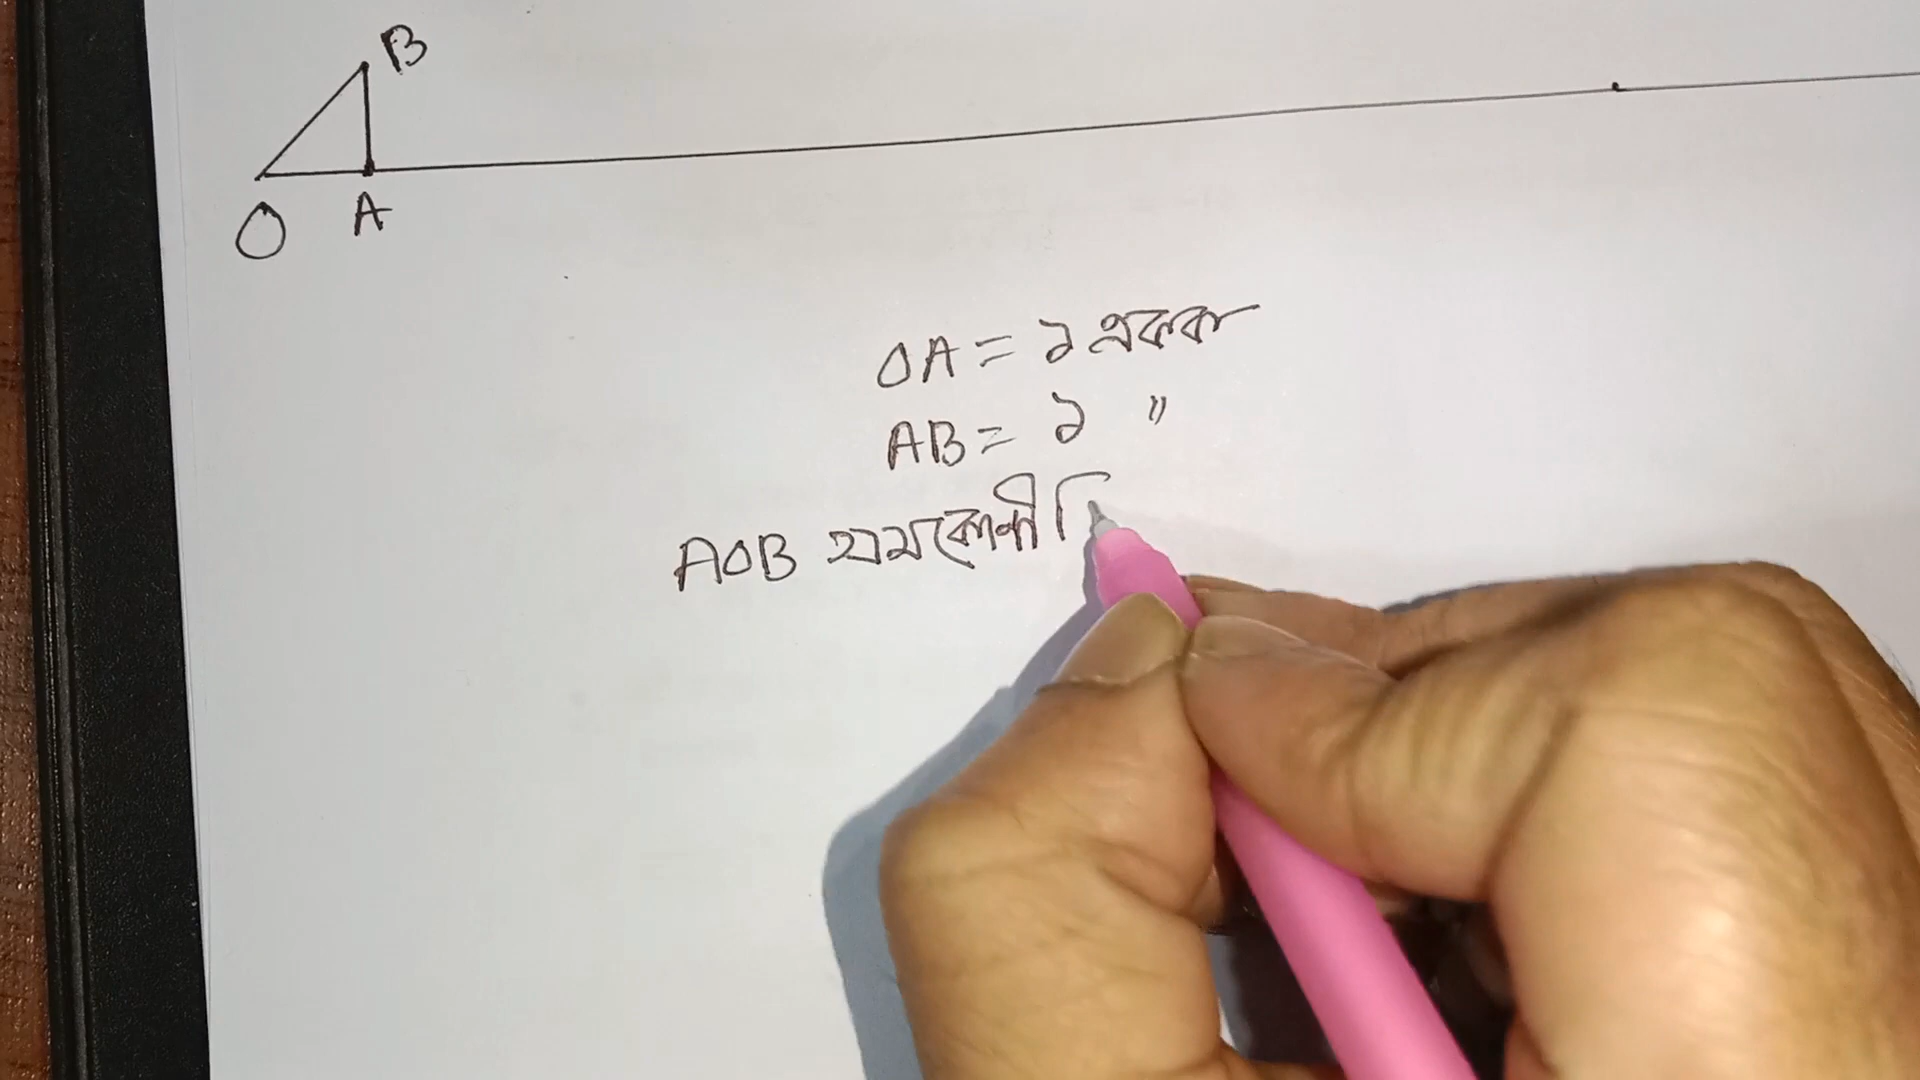 B
O A
OA = ১ একক
AB = ১ "
AOB সমকোণী